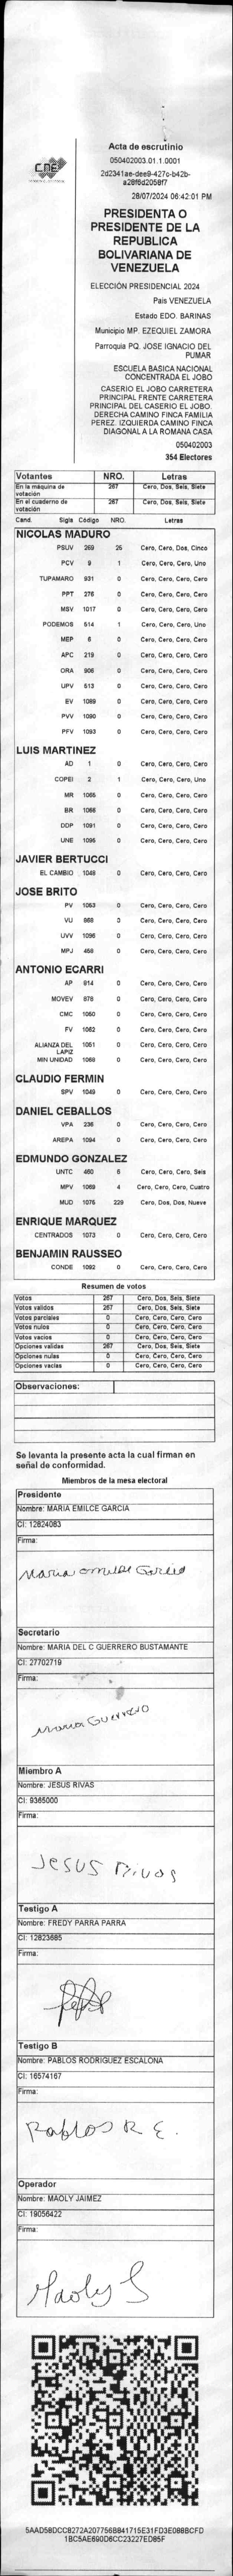 CNE
Acta de escrutinio
050402003.01.1.0001
2d2341ae-dee9-427c-b42b-
a28f6d2058f7
28/07/2024 06:42:01 PM
PRESIDENTA O
PRESIDENTE DE LA
REPUBLICA
BOLIVARIANA DE
VENEZUELA
ELECCIÓN PRESIDENCIAL 2024
Pais VENEZUELA
Estado EDO. BARINAS
Municipio MP. EZEQUIEL ZAMORA
Parroquia PQ. JOSE IGNACIO DEL
PUMAR
ESCUELA BASICA NACIONAL
CONCENTRADA EL JOBO
CASERIO EL JOBO CARRETERA
PRINCIPAL FRENTE CARRETERA
PRINCIPAL DEL CASERIO EL JOBO.
DERECHA CAMINO FINCA FAMILIA
PEREZ. IZQUIERDA CAMINO FINCA
DIAGONAL A LA ROMANA CASA
050402003
354 Electores
Votantes NRO. Letras
En la máquina de votación 267 Cero, Dos, Seis, Siete
En el cuaderno de votación 267 Cero, Dos, Seis, Siete
Cand. Sigls Código NRO. Letras
NICOLAS MADURO
PSUV 269 25 Cero, Cero, Dos, Cinco
PCV 9 1 Cero, Cero, Cero, Uno
TUPAMARO 931 0 Cero, Cero, Cero, Cero
PPT 276 0 Cero, Cero, Cero, Cero
MSV 1017 0 Cero, Cero, Cero, Cero
PODEMOS 514 1 Cero, Cero, Cero, Uno
MEP 6 0 Cero, Cero, Cero, Cero
APC 219 0 Cero, Cero, Cero, Cero
ORA 906 0 Cero, Cero, Cero, Cero
UPV 513 0 Cero, Cero, Cero, Cero
EV 1089 0 Cero, Cero, Cero, Cero
PVV 1090 0 Cero, Cero, Cero, Cero
PFV 1093 0 Cero, Cero, Cero, Cero
LUIS MARTINEZ
AD 1 0 Cero, Cero, Cero, Cero
COPEI 2 1 Cero, Cero, Cero, Uno
MR 1065 0 Cero, Cero, Cero, Cero
BR 1066 0 Cero, Cero, Cero, Cero
DDP 1091 0 Cero, Cero, Cero, Cero
UNE 1095 0 Cero, Cero, Cero, Cero
JAVIER BERTUCCI
EL CAMBIO 1048 0 Cero, Cero, Cero, Cero
JOSE BRITO
PV 1053 0 Cero, Cero, Cero, Cero
VU 868 0 Cero, Cero, Cero, Cero
UVV 1096 0 Cero, Cero, Cero, Cero
MPJ 458 0 Cero, Cero, Cero, Cero
ANTONIO ECARRI
AP 814 0 Cero, Cero, Cero, Cero
MOVEV 878 0 Cero, Cero, Cero, Cero
CMC 1050 0 Cero, Cero, Cero, Cero
FV 1052 0 Cero, Cero, Cero, Cero
ALIANZA DEL LAPIZ 1051 0 Cero, Cero, Cero, Cero
MIN UNIDAD 1068 0 Cero, Cero, Cero, Cero
CLAUDIO FERMIN
SPV 1049 0 Cero, Cero, Cero, Cero
DANIEL CEBALLOS
VPA 236 0 Cero, Cero, Cero, Cero
AREPA 1094 0 Cero, Cero, Cero, Cero
EDMUNDO GONZALEZ
UNTC 460 6 Cero, Cero, Cero, Seis
MPV 1069 4 Cero, Cero, Cero, Cuatro
MUD 1075 229 Cero, Dos, Dos, Nueve
ENRIQUE MARQUEZ
CENTRADOS 1073 0 Cero, Cero, Cero, Cero
BENJAMIN RAUSSEO
CONDE 1092 0 Cero, Cero, Cero, Cero
Resumen de votos
Votos 267 Cero, Dos, Seis, Siete
Votos validos 267 Cero, Dos, Seis, Siete
Votos parciales 0 Cero, Cero, Cero, Cero
Votos nulos 0 Cero, Cero, Cero, Cero
Votos vacios 0 Cero, Cero, Cero, Cero
Opciones validas 267 Cero, Dos, Seis, Siete
Opciones nulas 0 Cero, Cero, Cero, Cero
Opciones vacias 0 Cero, Cero, Cero, Cero
Observaciones:
Se levanta la presente acta la cual firman en
señal de conformidad.
Miembros de la mesa electoral
Presidente
Nombre: MARIA EMILCE GARCIA
CI: 12824083
Firma:
Maria emilse Garcia
Secretario
Nombre: MARIA DEL C GUERRERO BUSTAMANTE
CI: 27702719
Firma:
Maria Guerrero
Miembro A
Nombre: JESUS RIVAS
CI: 9365000
Firma:
Jesus Rivas
Testigo A
Nombre: FREDY PARRA PARRA
CI: 12823685
Firma:
Testigo B
Nombre: PABLOS RODRIGUEZ ESCALONA
CI: 16574167
Firma:
Pablos R E.
Operador
Nombre: MAOLY JAIMEZ
CI: 19056422
Firma:
Maoly J
5AAD58DCC8272A207756B841715E31FD3E088BCFD
1BC5AE690D6CC23227ED85F